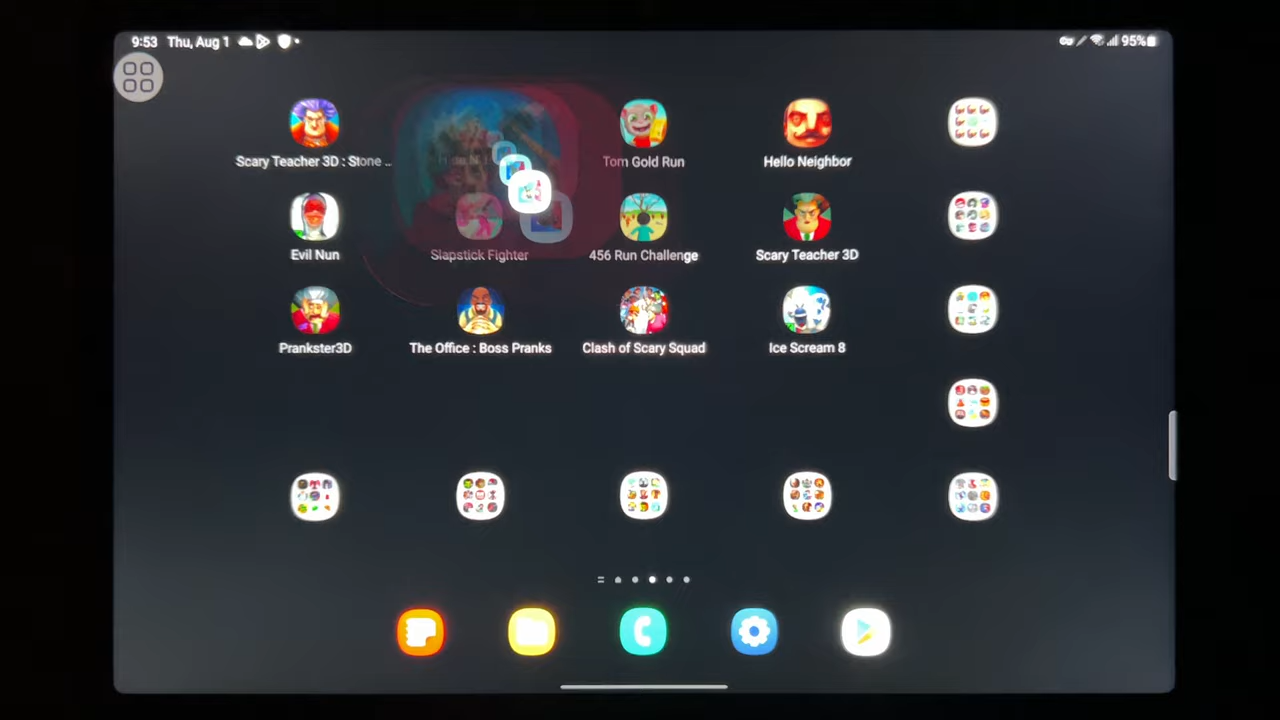 9:53 Thu, Aug 1
95%
Scary Teacher 3D : Stone ..
Tom Gold Run
Hello Neighbor
Evil Nun
Slapstick Fighter
456 Run Challenge
Scary Teacher 3D
Prankster3D
The Office : Boss Pranks
Clash of Scary Squad
Ice Scream 8